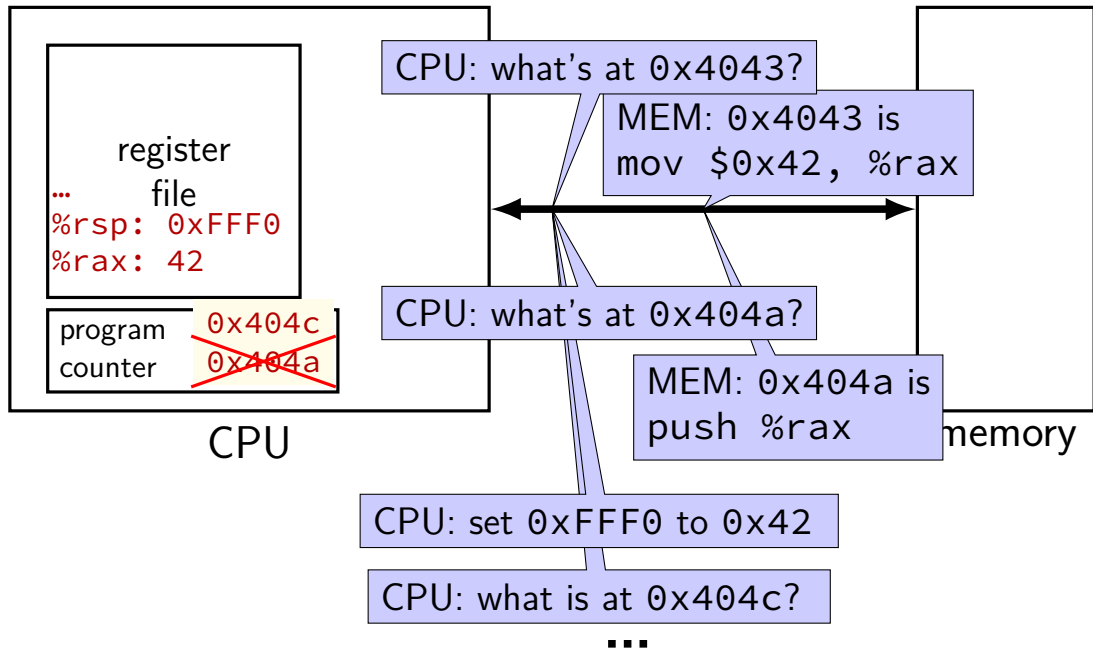 register
file
…
%rsp: 0xFFF0
%rax: 42
program
counter
0x404c
0x404a
CPU
CPU: what's at 0x4043?
MEM: 0x4043 is
mov $0x42, %rax
CPU: what's at 0x404a?
MEM: 0x404a is
push %rax
memory
CPU: set 0xFFF0 to 0x42
CPU: what is at 0x404c?
…